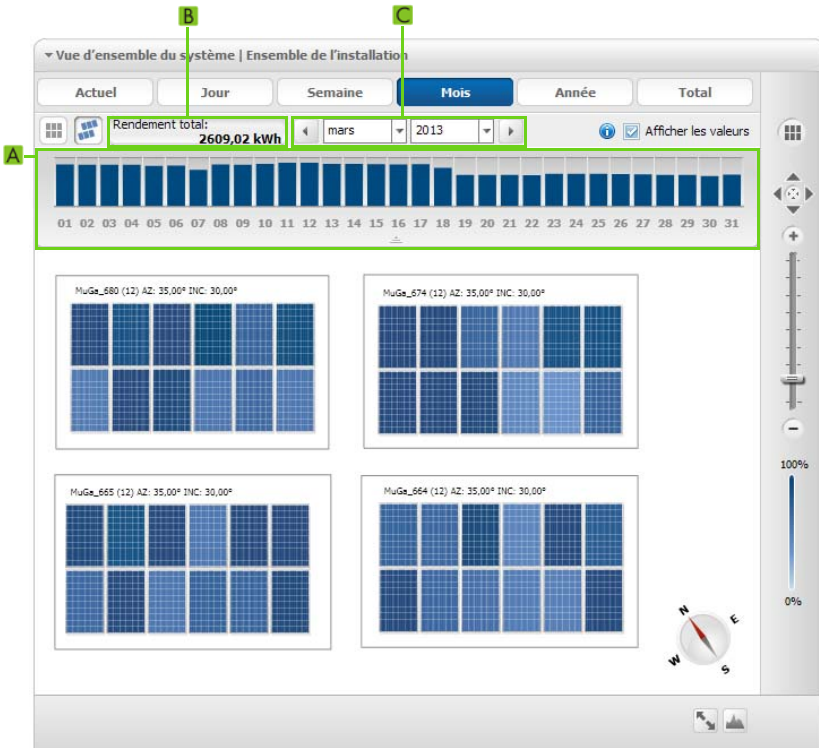 B C
Vue d'ensemble du système | Ensemble de l'installation
Actuel Jour Semaine Mois Année Total
Rendement total:
2609,02 kWh
mars 2013 Afficher les valeurs
A
01 02 03 04 05 06 07 08 09 10 11 12 13 14 15 16 17 18 19 20 21 22 23 24 25 26 27 28 29 30 31
MuGa_680 (12) AZ: 35,00° INC: 30,00°
MuGa_674 (12) AZ: 35,00° INC: 30,00°
MuGa_665 (12) AZ: 35,00° INC: 30,00°
MuGa_664 (12) AZ: 35,00° INC: 30,00°
100%
0%
N E
W S